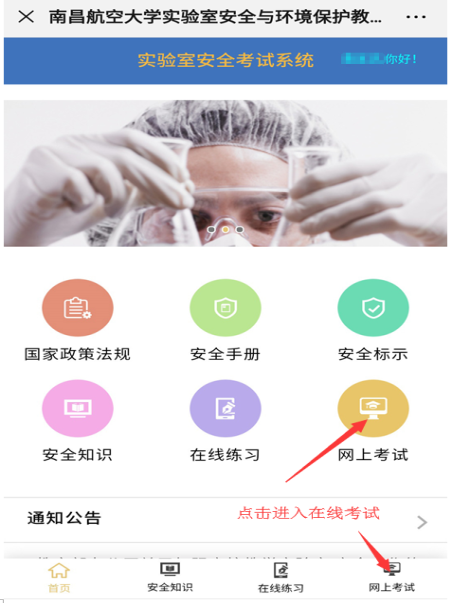 南昌航空大学实验室安全与环境保护教...
实验室安全考试系统
你好！
国家政策法规
安全手册
安全标示
安全知识
在线练习
网上考试
点击进入在线考试
通知公告
首页
安全知识
在线练习
网上考试